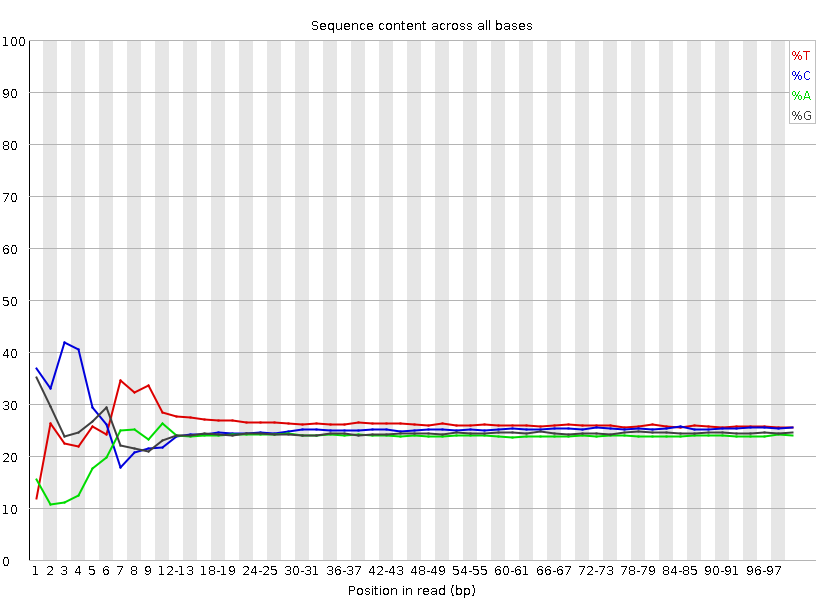 Sequence content across all bases
100
90
80
70
60
50
40
30
20
10
0
%T
%C
%A
%G
1 2 3 4 5 6 7 8 9 12-13 18-19 24-25 30-31 36-37 42-43 48-49 54-55 60-61 66-67 72-73 78-79 84-85 90-91 96-97
Position in read (bp)